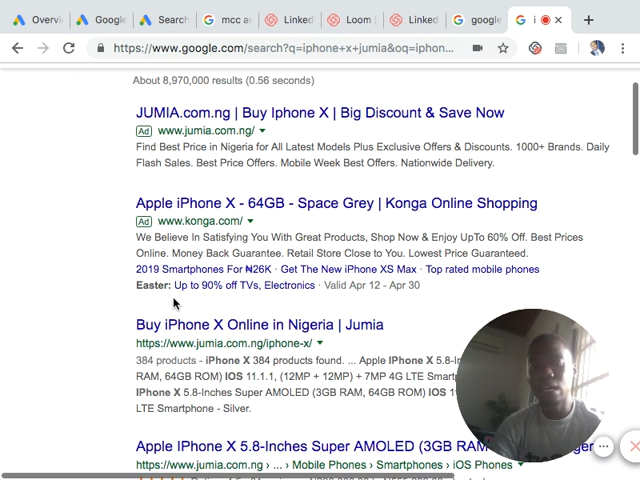 Overvi
Google
Search
mcc ac
Linked
Loom |
Linked
google
i
https://www.google.com/search?q=iphone+x+jumia&oq=iphon...
About 8,970,000 results (0.56 seconds)
JUMIA.com.ng | Buy Iphone X | Big Discount & Save Now
Ad www.jumia.com.ng/
Find Best Price in Nigeria for All Latest Models Plus Exclusive Offers & Discounts. 1000+ Brands. Daily
Flash Sales. Best Price Offers. Mobile Week Best Offers. Nationwide Delivery.
Apple iPhone X - 64GB - Space Grey | Konga Online Shopping
Ad www.konga.com/
We Believe In Satisfying You With Great Products, Shop Now & Enjoy UpTo 60% Off. Best Prices
Online. Money Back Guarantee. Retail Store Close to You. Lowest Price Guaranteed.
2019 Smartphones For ₦26K · Get The New iPhone XS Max · Top rated mobile phones
Easter: Up to 90% off TVs, Electronics · Valid Apr 12 - Apr 30
Buy iPhone X Online in Nigeria | Jumia
https://www.jumia.com.ng/iphone-x/
384 products - iPhone X 384 products found. ... Apple IPhone X 5.8-In
RAM, 64GB ROM) IOS 11.1.1, (12MP + 12MP) + 7MP 4G LTE Smartp
IPhone X 5.8-Inches Super AMOLED (3GB RAM, 64GB ROM) IOS 1
LTE Smartphone - Silver.
Apple IPhone X 5.8-Inches Super AMOLED (3GB RAM
https://www.jumia.com.ng › ... › Mobile Phones › Smartphones › iOS Phones